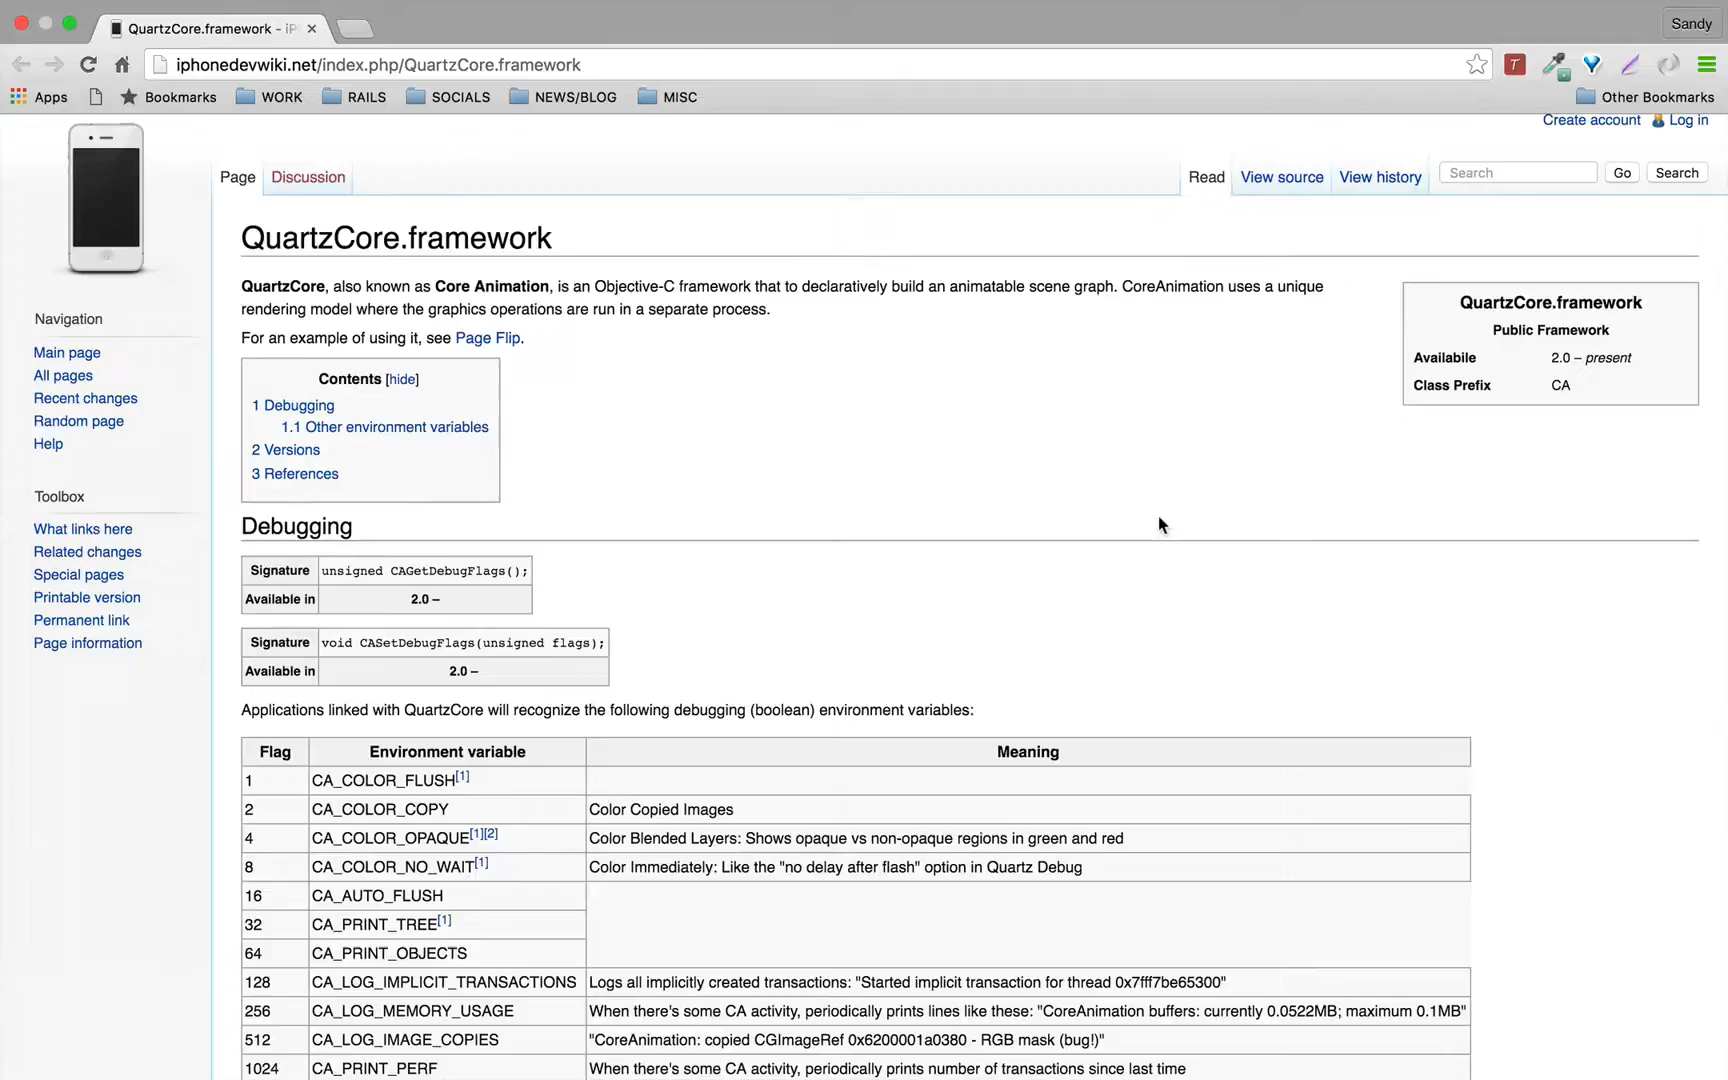 QuartzCore.framework - iP
Sandy
iphonedevwiki.net/index.php/QuartzCore.framework
T
Apps Bookmarks WORK RAILS SOCIALS NEWS/BLOG MISC Other Bookmarks
Create account Log in
Page Discussion Read View source View history Search Go Search
QuartzCore.framework
QuartzCore, also known as Core Animation, is an Objective-C framework that to declaratively build an animatable scene graph. CoreAnimation uses a unique
rendering model where the graphics operations are run in a separate process.
For an example of using it, see Page Flip.
QuartzCore.framework
Public Framework
Availabile 2.0 – present
Class Prefix CA
Navigation
Main page
All pages
Recent changes
Random page
Help
Toolbox
What links here
Related changes
Special pages
Printable version
Permanent link
Page information
Contents [hide]
1 Debugging
1.1 Other environment variables
2 Versions
3 References
Debugging
Signature unsigned CAGetDebugFlags();
Available in 2.0 –
Signature void CASetDebugFlags(unsigned flags);
Available in 2.0 –
Applications linked with QuartzCore will recognize the following debugging (boolean) environment variables:
Flag Environment variable Meaning
1 CA_COLOR_FLUSH[1]
2 CA_COLOR_COPY Color Copied Images
4 CA_COLOR_OPAQUE[1][2] Color Blended Layers: Shows opaque vs non-opaque regions in green and red
8 CA_COLOR_NO_WAIT[1] Color Immediately: Like the "no delay after flash" option in Quartz Debug
16 CA_AUTO_FLUSH
32 CA_PRINT_TREE[1]
64 CA_PRINT_OBJECTS
128 CA_LOG_IMPLICIT_TRANSACTIONS Logs all implicitly created transactions: "Started implicit transaction for thread 0x7fff7be65300"
256 CA_LOG_MEMORY_USAGE When there's some CA activity, periodically prints lines like these: "CoreAnimation buffers: currently 0.0522MB; maximum 0.1MB"
512 CA_LOG_IMAGE_COPIES "CoreAnimation: copied CGImageRef 0x6200001a0380 - RGB mask (bug!)"
1024 CA_PRINT_PERF When there's some CA activity, periodically prints number of transactions since last time